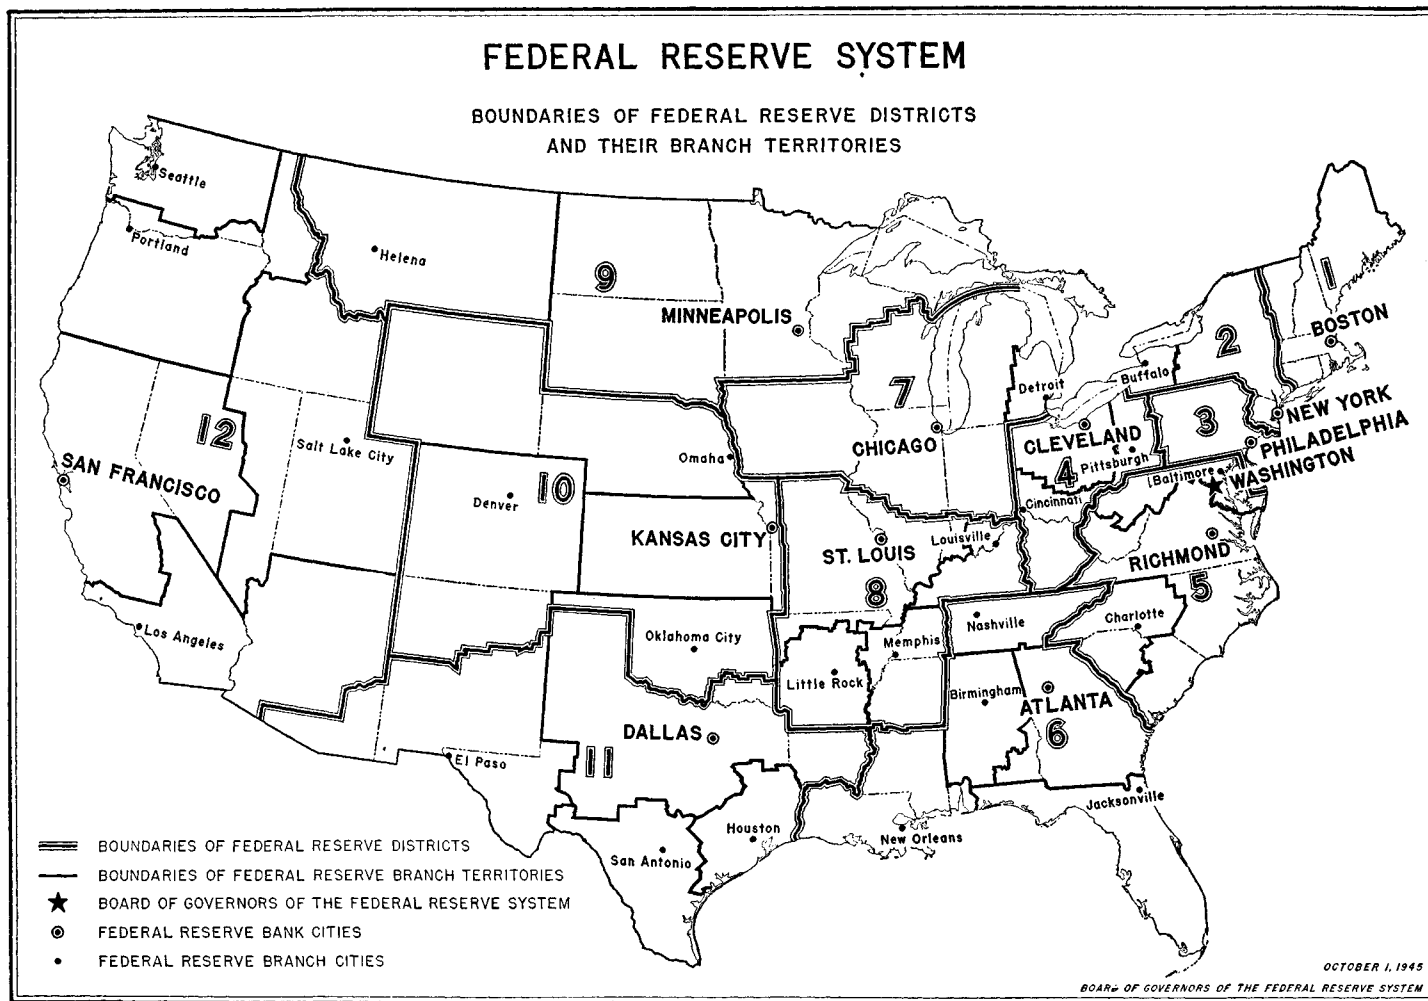 FEDERAL RESERVE SYSTEM
BOUNDARIES OF FEDERAL RESERVE DISTRICTS
AND THEIR BRANCH TERRITORIES
Seattle
Portland
Helena
9
MINNEAPOLIS
1
BOSTON
2
Buffalo
Detroit
7
CHICAGO
3
NEW YORK
PHILADELPHIA
WASHINGTON
CLEVELAND
4
Pittsburgh
Baltimore
Cincinnati
12
SAN FRANCISCO
Salt Lake City
Omaha
Denver
10
KANSAS CITY
ST. LOUIS
8
Louisville
RICHMOND
5
Los Angeles
Oklahoma City
Little Rock
Memphis
Nashville
Charlotte
Birmingham
ATLANTA
6
DALLAS
11
El Paso
Houston
San Antonio
New Orleans
Jacksonville
BOUNDARIES OF FEDERAL RESERVE DISTRICTS
BOUNDARIES OF FEDERAL RESERVE BRANCH TERRITORIES
BOARD OF GOVERNORS OF THE FEDERAL RESERVE SYSTEM
FEDERAL RESERVE BANK CITIES
FEDERAL RESERVE BRANCH CITIES
OCTOBER 1, 1945
BOARD OF GOVERNORS OF THE FEDERAL RESERVE SYSTEM